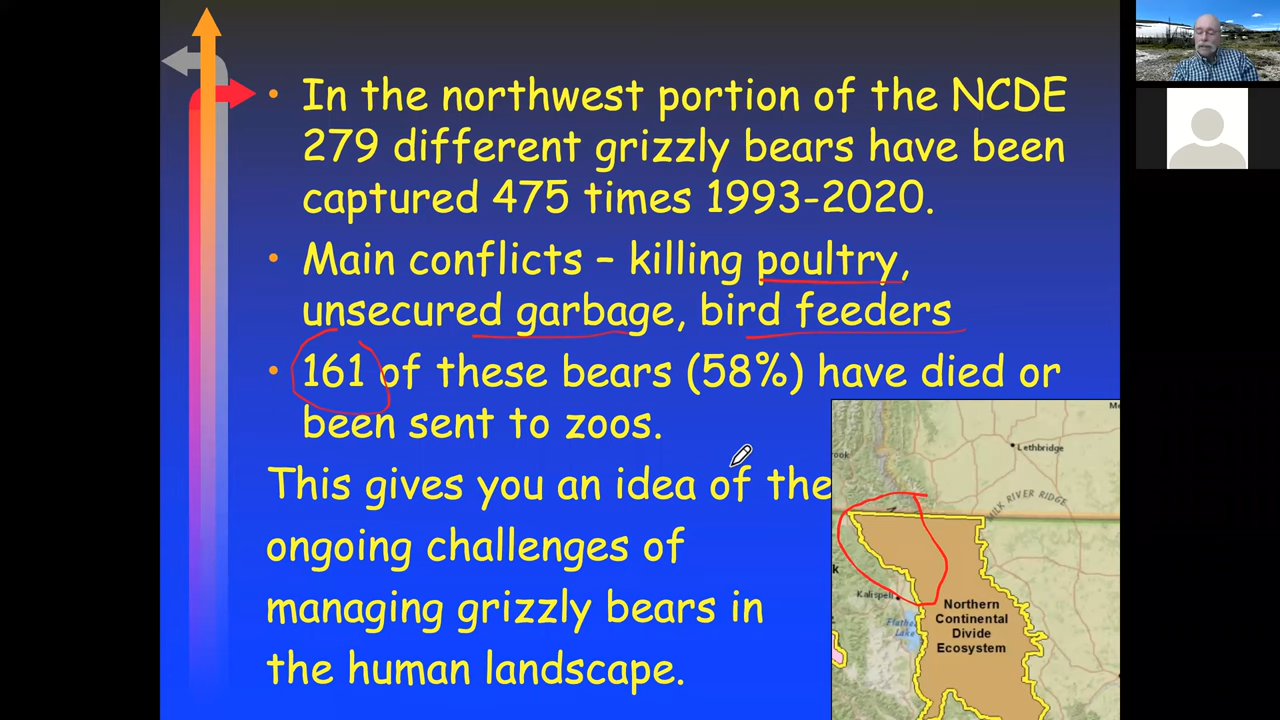 • In the northwest portion of the NCDE
279 different grizzly bears have been
captured 475 times 1993-2020.
• Main conflicts – killing poultry,
unsecured garbage, bird feeders
• 161 of these bears (58%) have died or
been sent to zoos.
This gives you an idea of the
ongoing challenges of
managing grizzly bears in
the human landscape.
Lethbridge
MILK RIVER RIDGE
Kalispell
Lake
Northern
Continental
Divide
Ecosystem